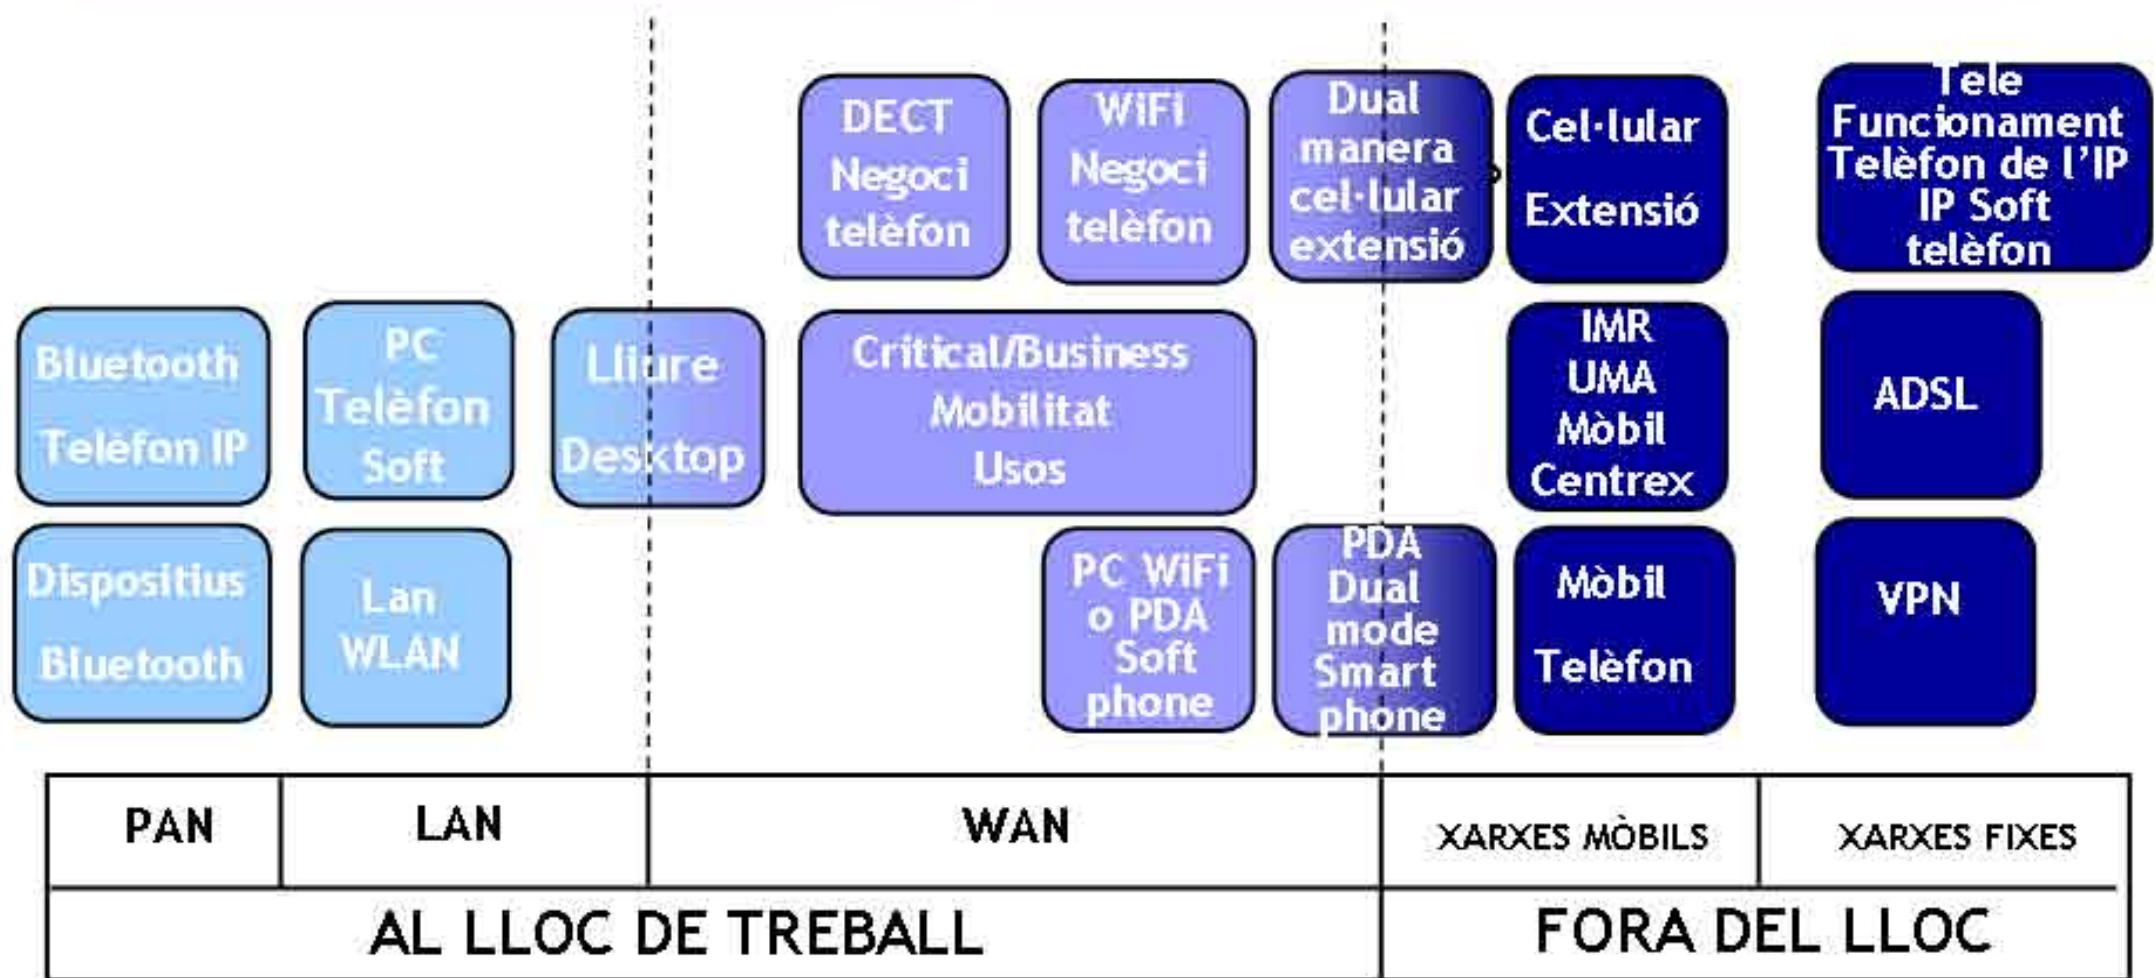 DECT
Negoci
telèfon
WiFi
Negoci
telèfon
Dual
manera
cel·lular
extensió
Cel·lular
Extensió
Tele
Funcionament
Telèfon de l'IP
IP Soft
telèfon
Bluetooth
Telèfon IP
PC
Telèfon
Soft
Lliure
Desktop
Critical/Business
Mobilitat
Usos
IMR
UMA
Mòbil
Centrex
ADSL
Dispositius
Bluetooth
Lan
WLAN
PC WiFi
o PDA
Soft
phone
PDA
Dual
mode
Smart
phone
Mòbil
Telèfon
VPN
PAN
LAN
WAN
XARXES MÒBILS
XARXES FIXES
AL LLOC DE TREBALL
FORA DEL LLOC